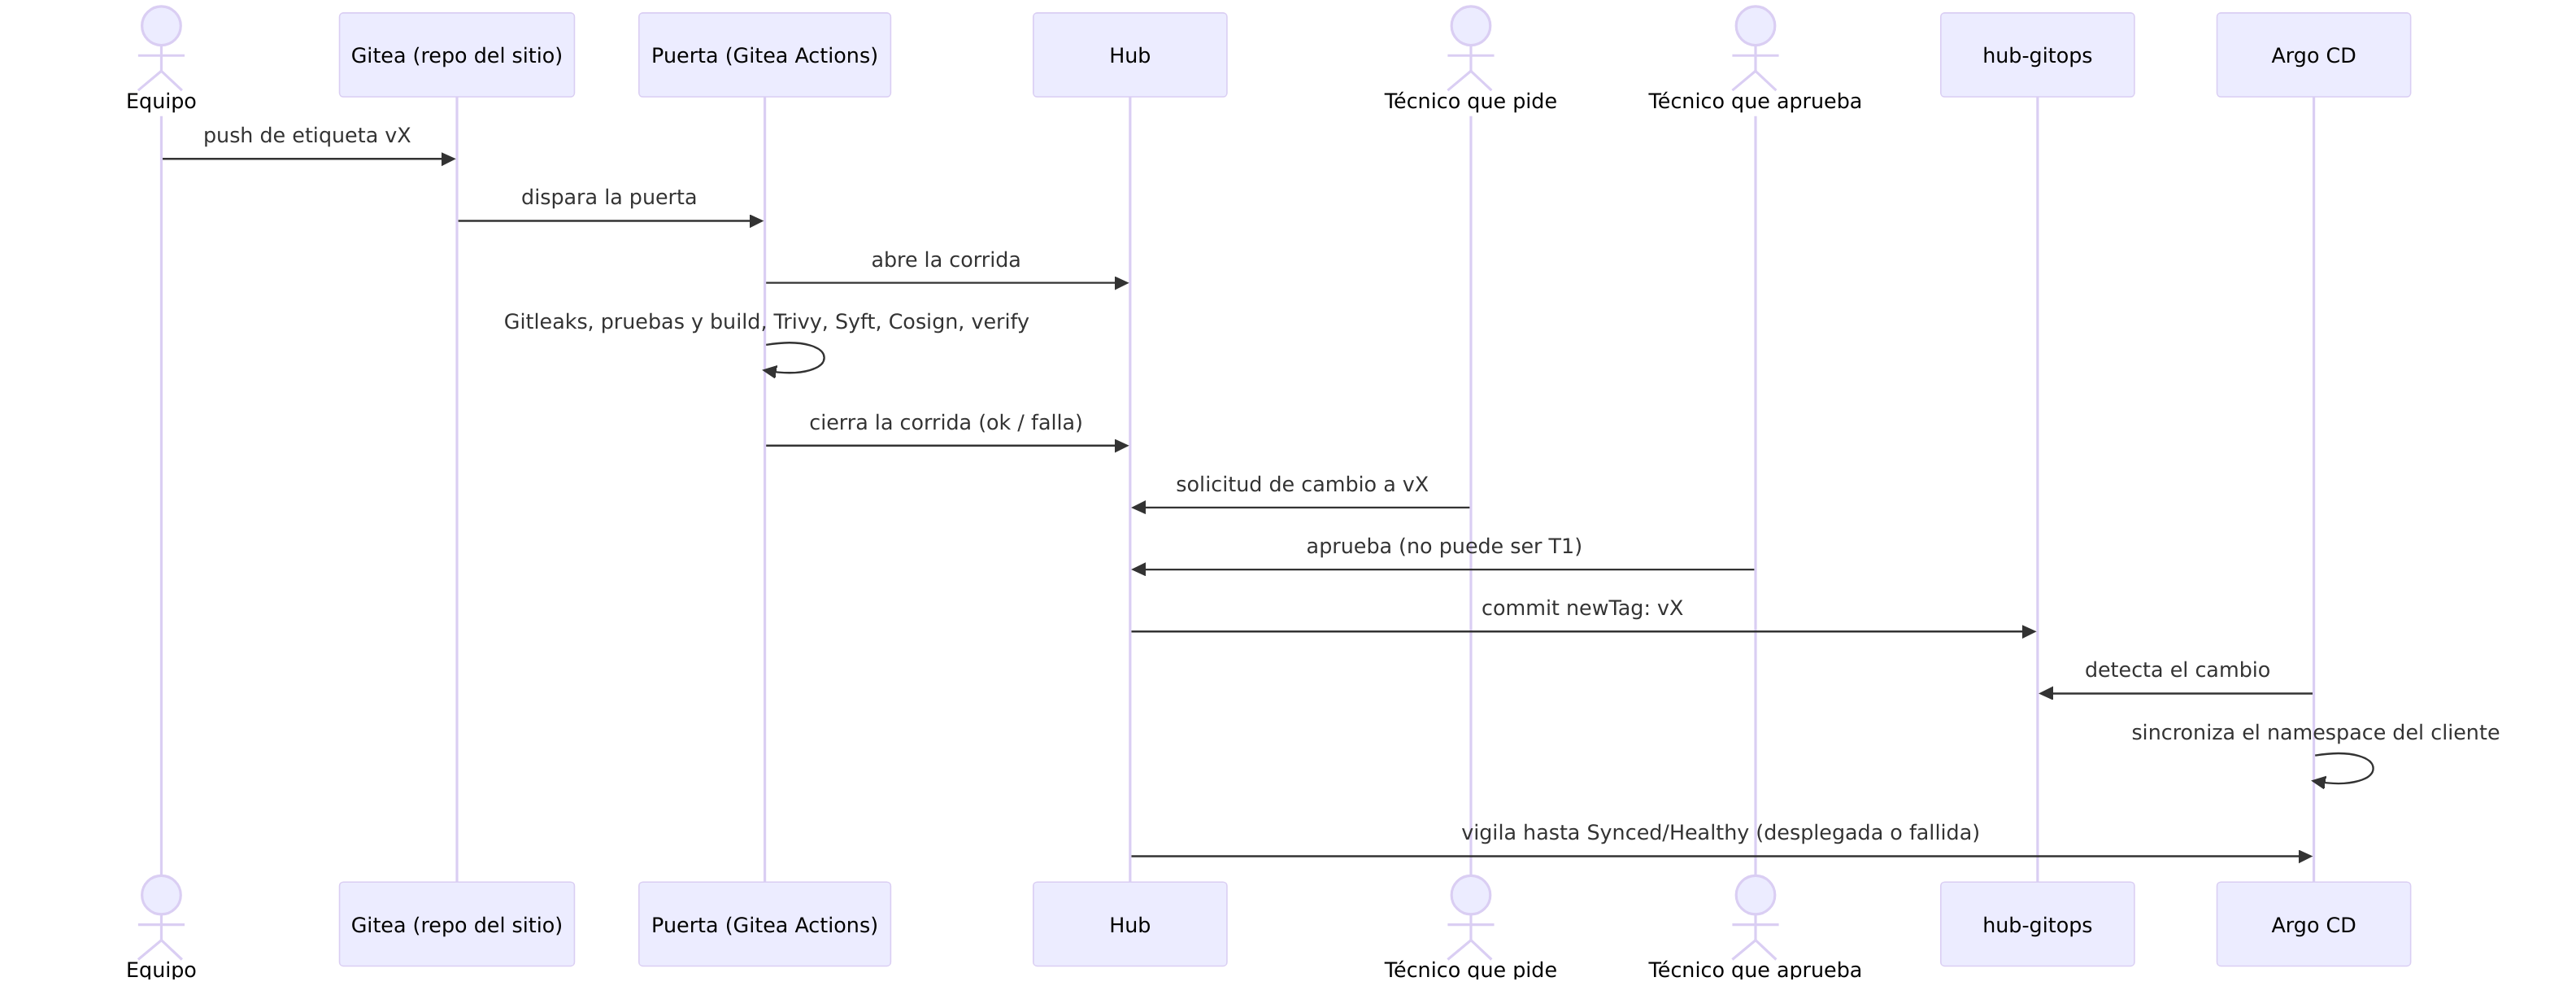 Equipo
Gitea (repo del sitio)
Puerta (Gitea Actions)
Hub
Técnico que pide
Técnico que aprueba
hub-gitops
Argo CD
push de etiqueta vX
dispara la puerta
abre la corrida
Gitleaks, pruebas y build, Trivy, Syft, Cosign, verify
cierra la corrida (ok / falla)
solicitud de cambio a vX
aprueba (no puede ser T1)
commit newTag: vX
detecta el cambio
sincroniza el namespace del cliente
vigila hasta Synced/Healthy (desplegada o fallida)
Equipo
Gitea (repo del sitio)
Puerta (Gitea Actions)
Hub
Técnico que pide
Técnico que aprueba
hub-gitops
Argo CD